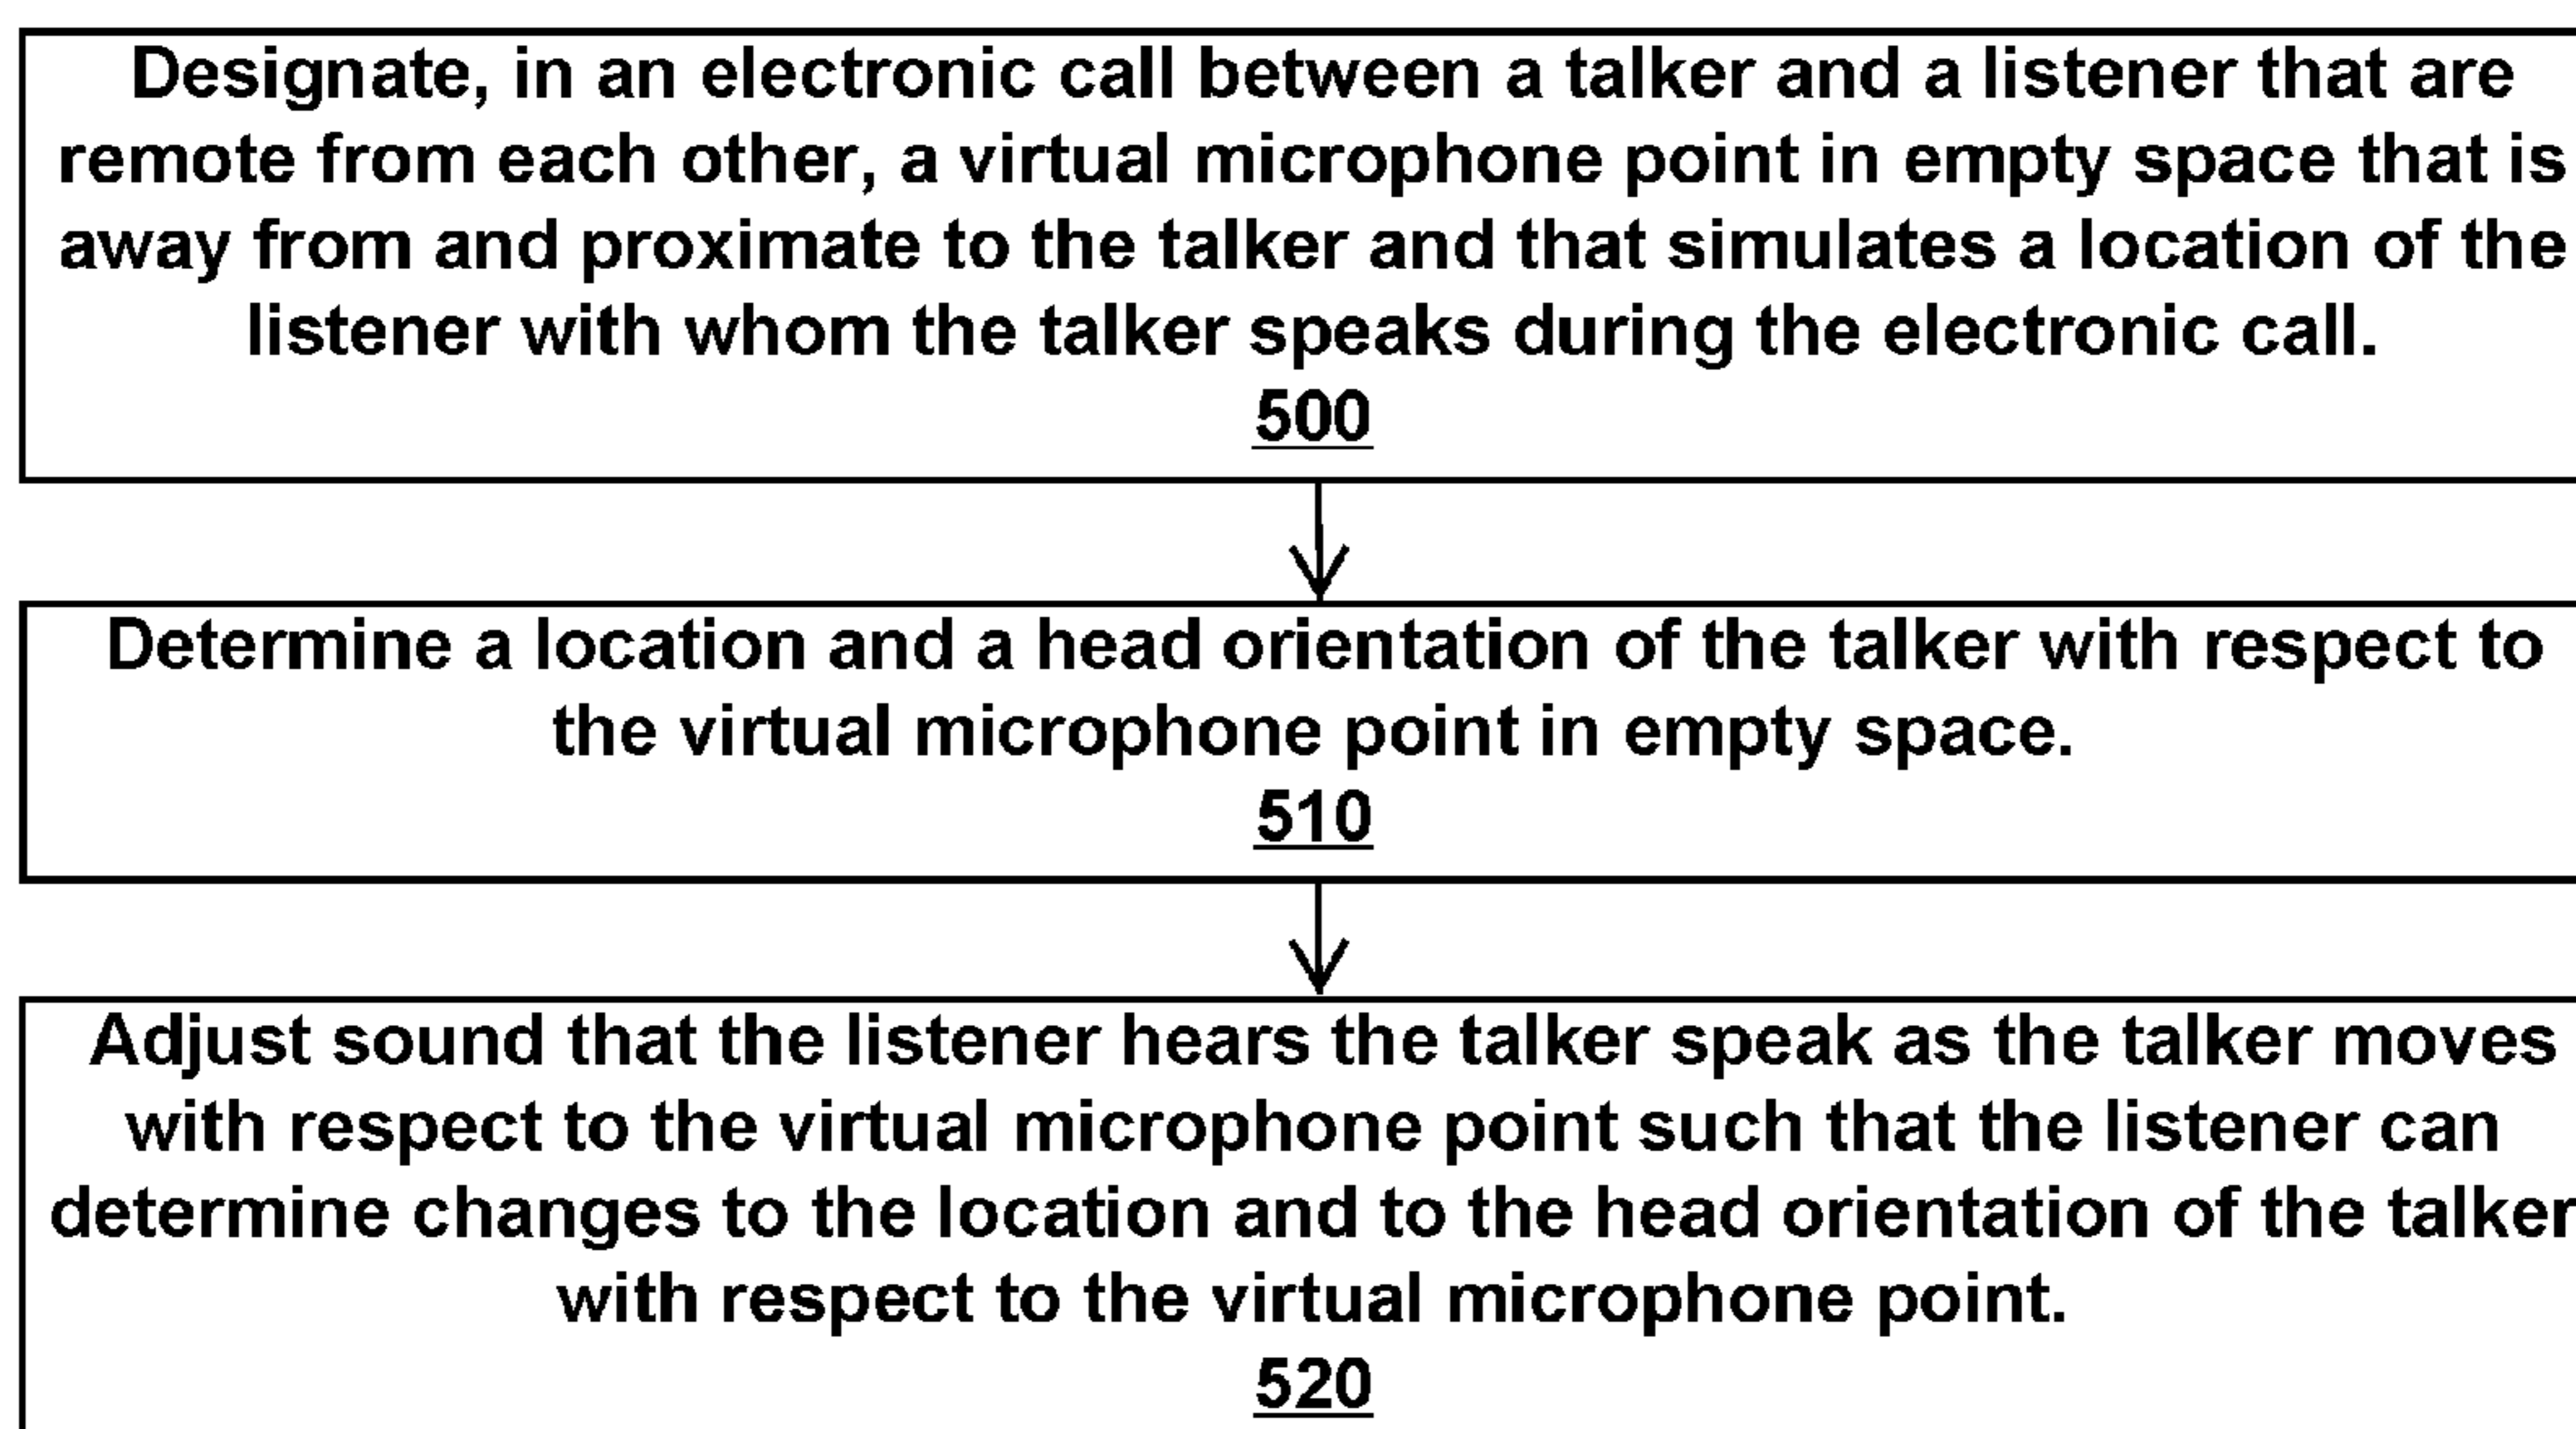 Designate, in an electronic call between a talker and a listener that are
remote from each other, a virtual microphone point in empty space that is
away from and proximate to the talker and that simulates a location of the
listener with whom the talker speaks during the electronic call.
500
Determine a location and a head orientation of the talker with respect to
the virtual microphone point in empty space.
510
Adjust sound that the listener hears the talker speak as the talker moves
with respect to the virtual microphone point such that the listener can
determine changes to the location and to the head orientation of the talker
with respect to the virtual microphone point.
520